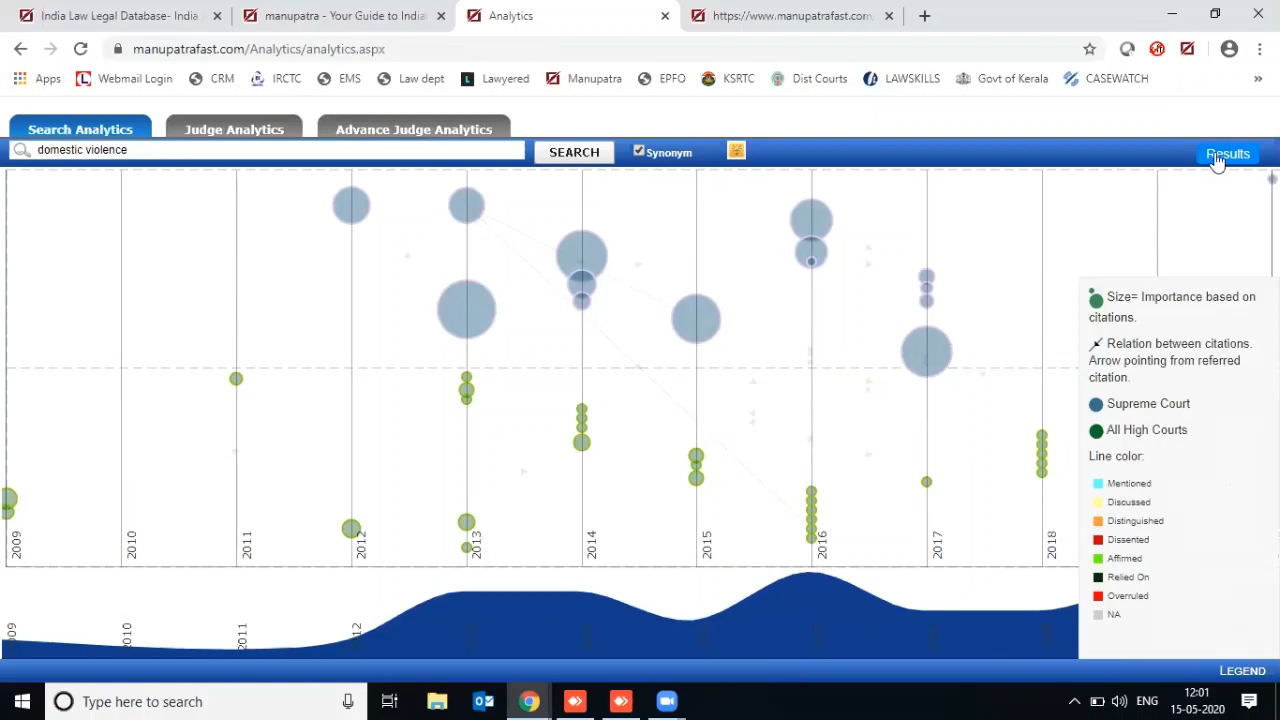 India Law Legal Database- India
manupatra - Your Guide to India
Analytics
https://www.manupatrafast.com
manupatrafast.com/Analytics/analytics.aspx
Apps
Webmail Login
CRM
IRCTC
EMS
Law dept
Lawyered
Manupatra
EPFO
KSRTC
Dist Courts
LAWSKILLS
Govt of Kerala
CASEWATCH
»
Search Analytics
Judge Analytics
Advance Judge Analytics
domestic violence
SEARCH
Synonym
Results
Size= Importance based on
citations.
Relation between citations.
Arrow pointing from referred
citation.
Supreme Court
All High Courts
Line color:
Mentioned
Discussed
Distinguished
Dissented
Affirmed
Relied On
Overruled
NA
2009
2010
2011
2012
2013
2014
2015
2016
2017
2018
2009
2010
2011
2012
LEGEND
Type here to search
ENG
12:01
15-05-2020